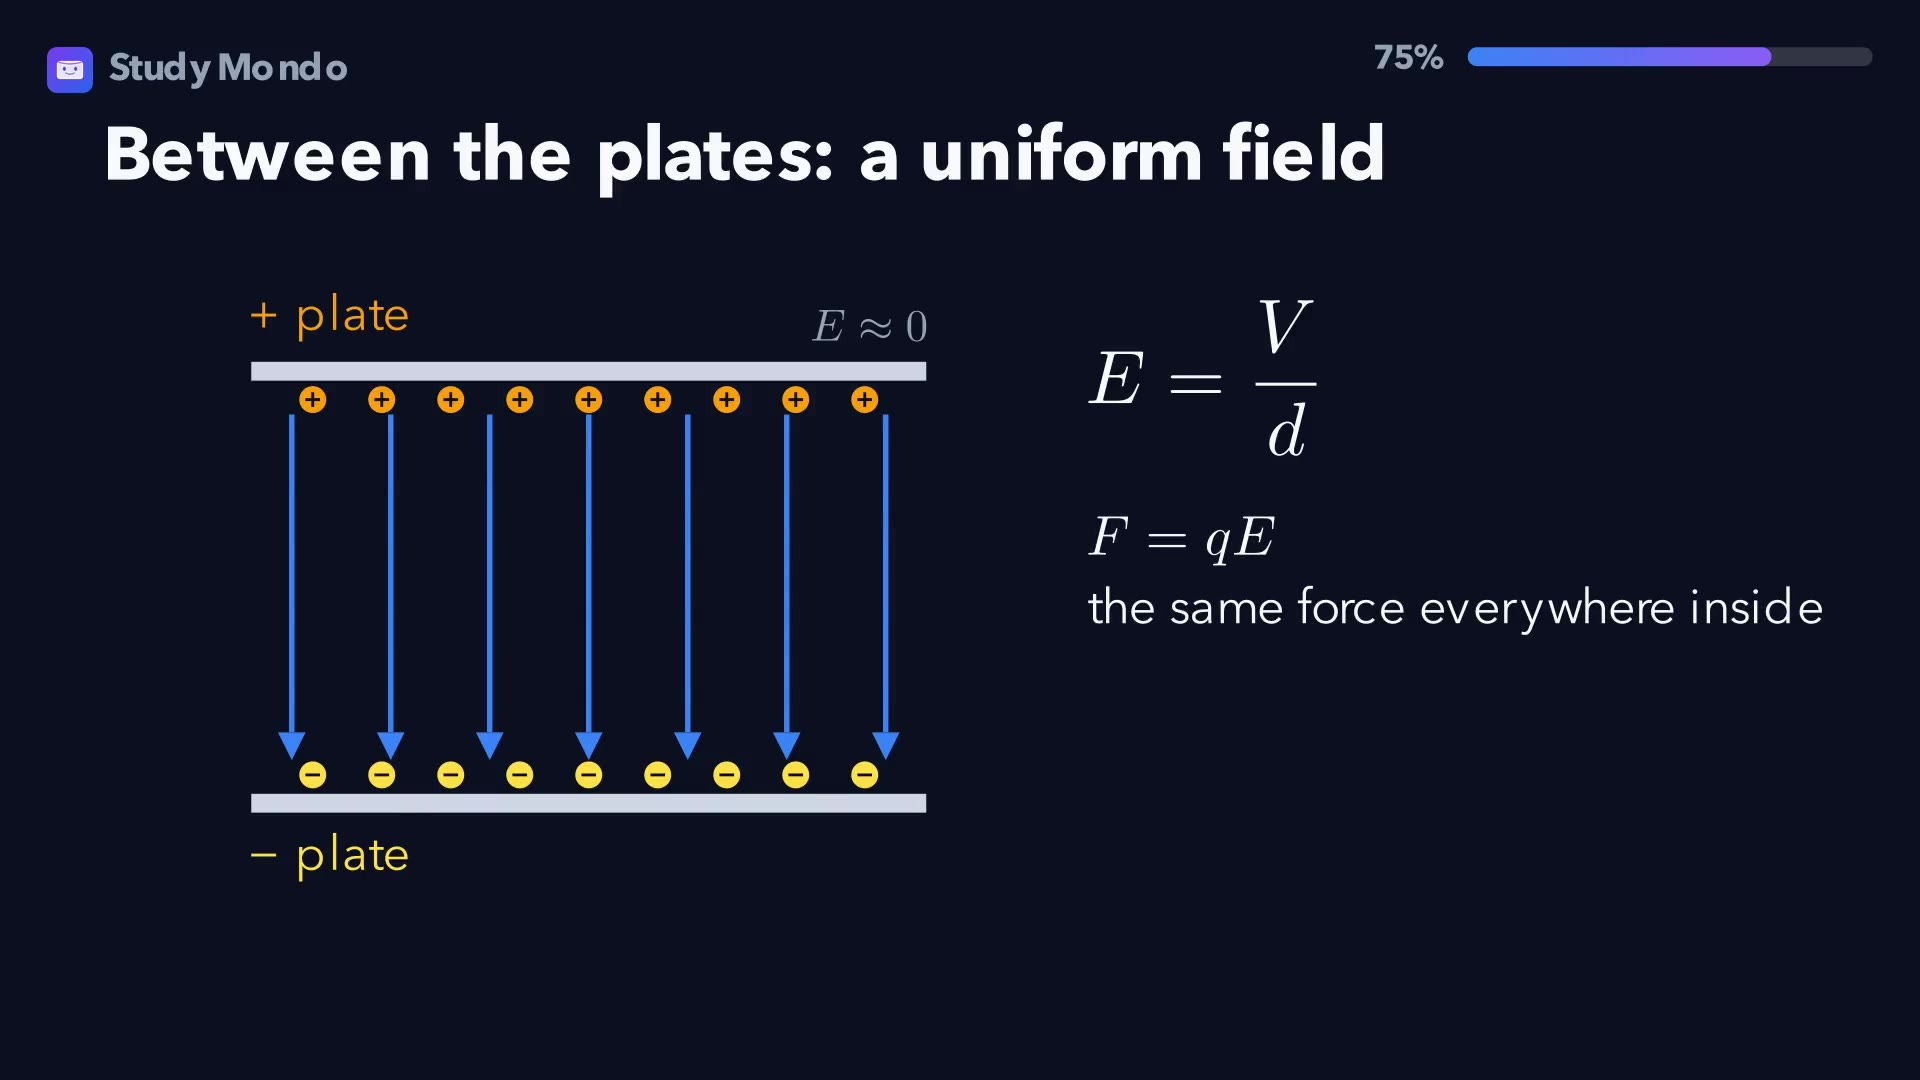 Study Mondo
75%
Between the plates: a uniform field
+ plate
E ≈ 0
+ + + + + + + + +
− − − − − − − − −
− plate
E = V/d
F = qE
the same force everywhere inside